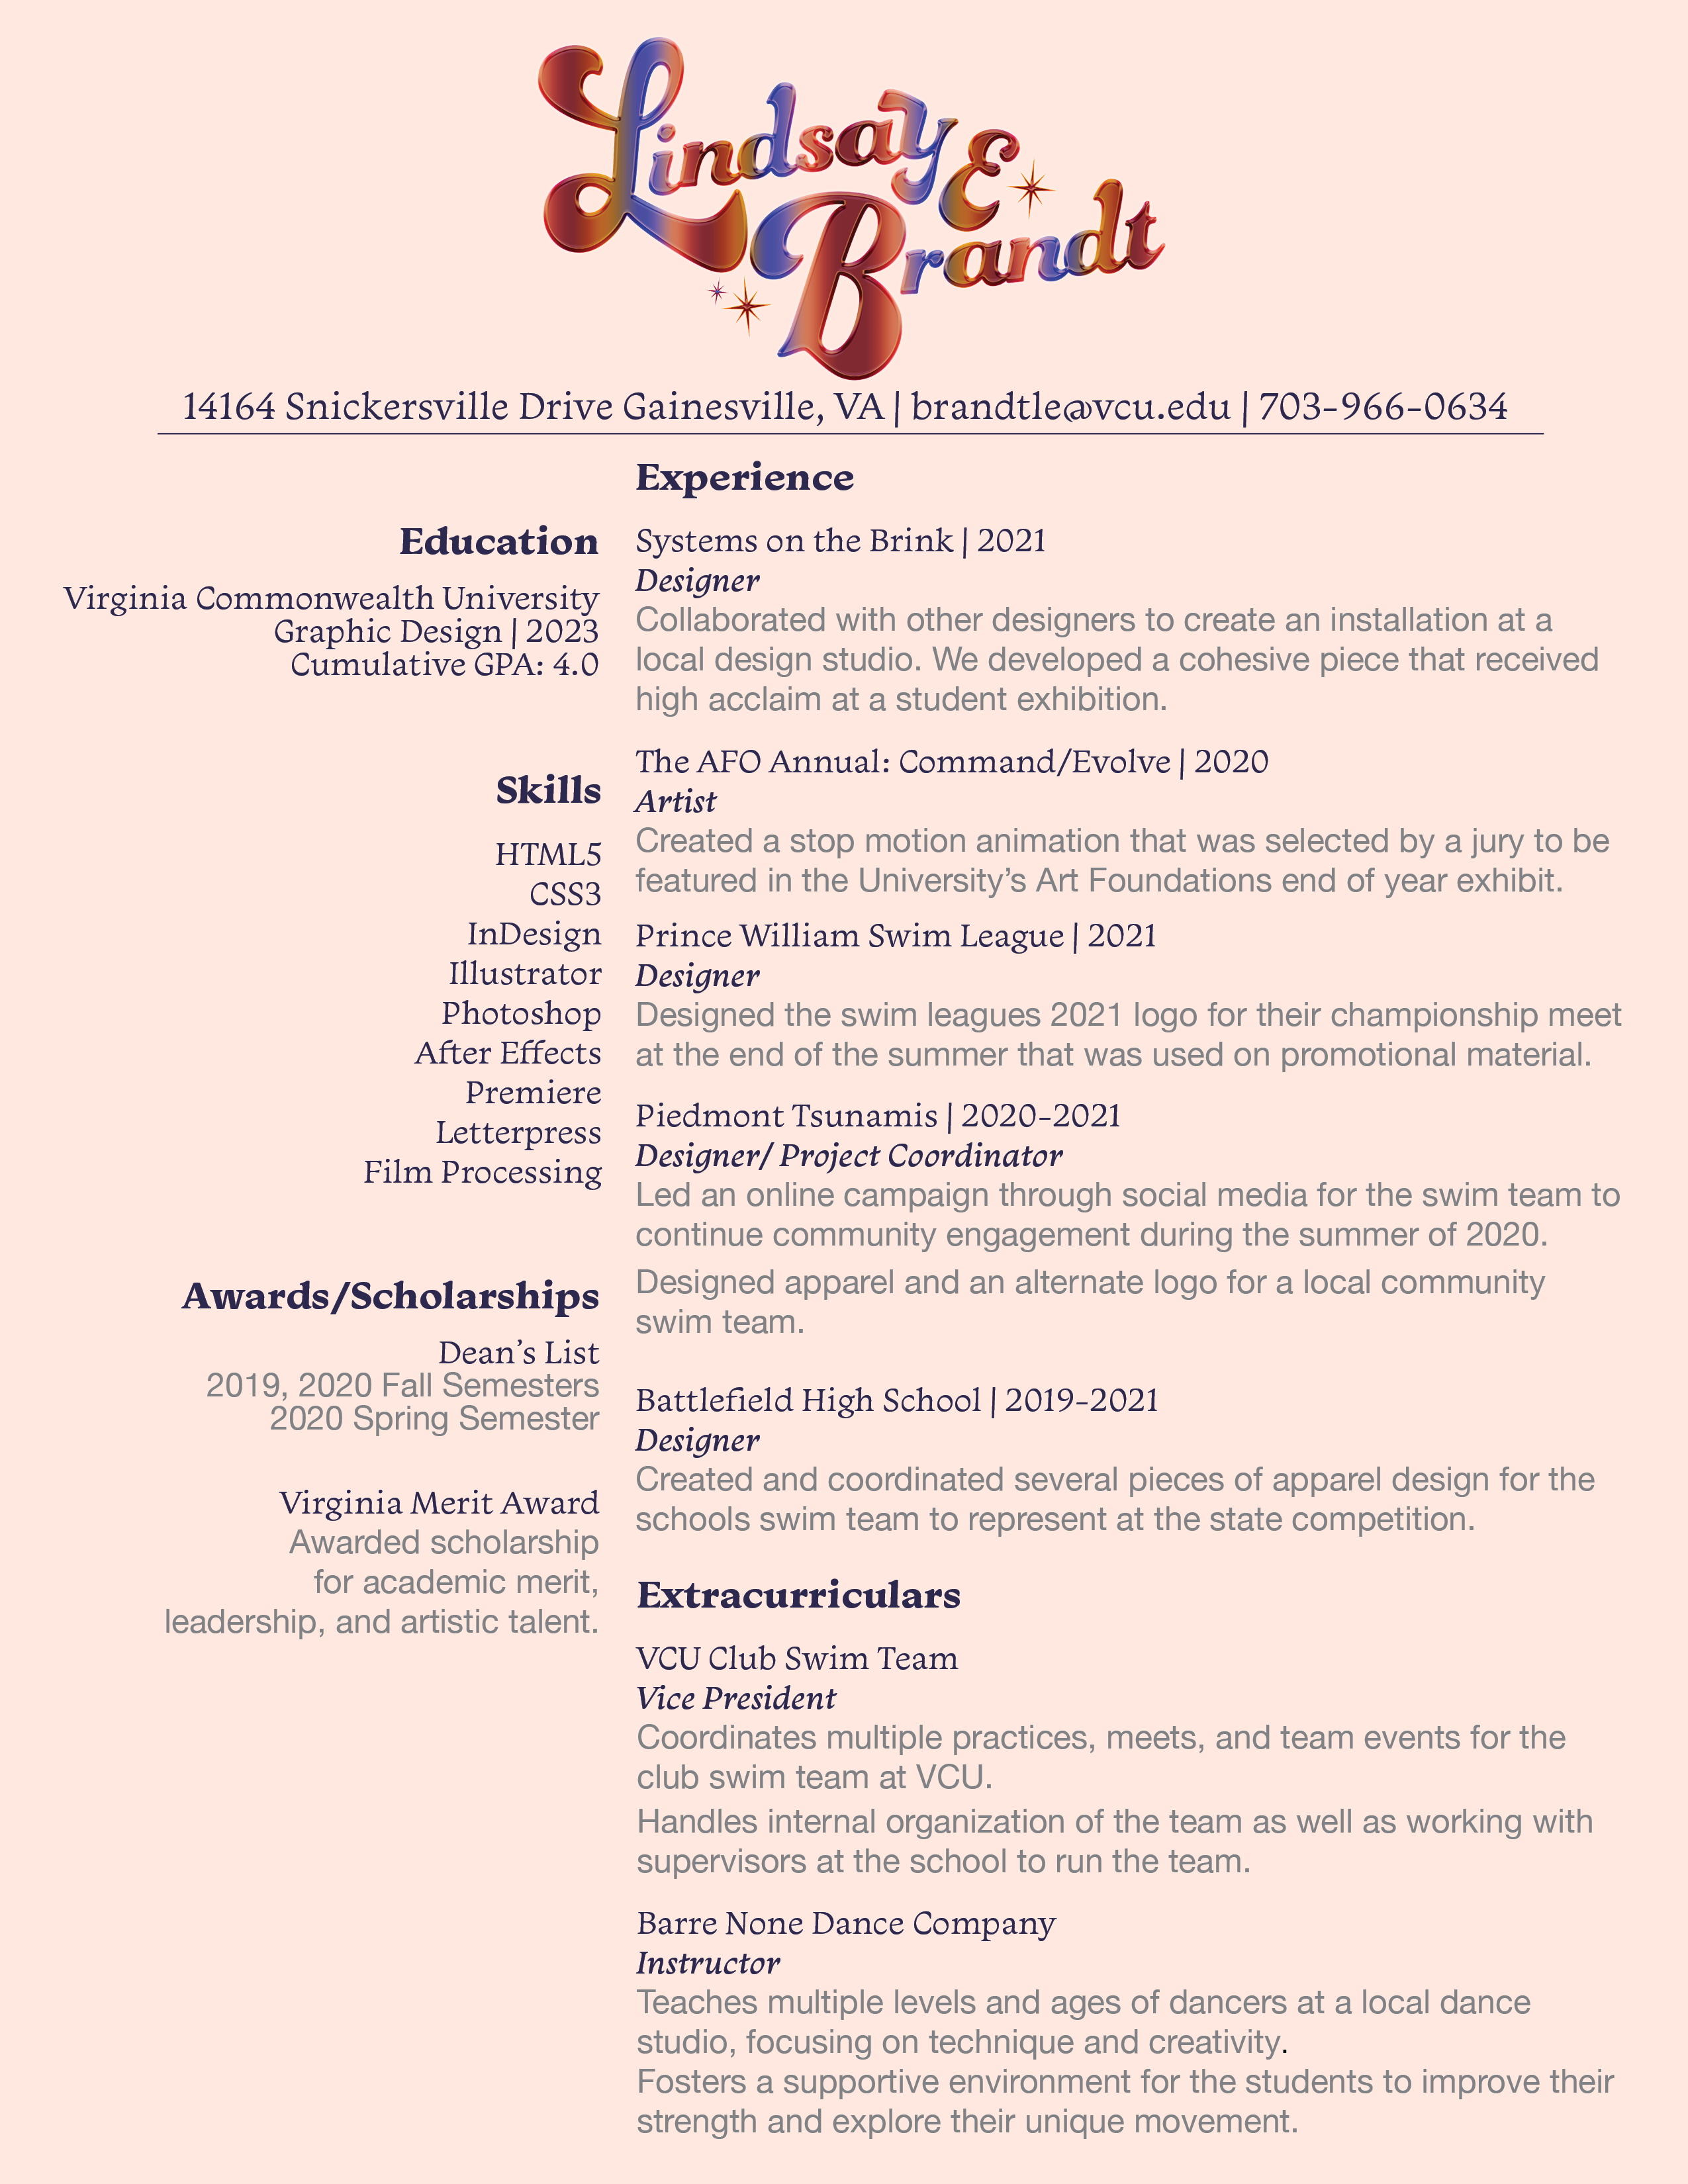 Lindsay E
Brandt
14164 Snickersville Drive Gainesville, VA | brandtle@vcu.edu | 703-966-0634
Education
Virginia Commonwealth University
Graphic Design | 2023
Cumulative GPA: 4.0
Skills
HTML5
CSS3
InDesign
Illustrator
Photoshop
After Effects
Premiere
Letterpress
Film Processing
Awards/Scholarships
Dean’s List
2019, 2020 Fall Semesters
2020 Spring Semester
Virginia Merit Award
Awarded scholarship
for academic merit,
leadership, and artistic talent.
Experience
Systems on the Brink | 2021
Designer
Collaborated with other designers to create an installation at a
local design studio. We developed a cohesive piece that received
high acclaim at a student exhibition.
The AFO Annual: Command/Evolve | 2020
Artist
Created a stop motion animation that was selected by a jury to be
featured in the University’s Art Foundations end of year exhibit.
Prince William Swim League | 2021
Designer
Designed the swim leagues 2021 logo for their championship meet
at the end of the summer that was used on promotional material.
Piedmont Tsunamis | 2020-2021
Designer/ Project Coordinator
Led an online campaign through social media for the swim team to
continue community engagement during the summer of 2020.
Designed apparel and an alternate logo for a local community
swim team.
Battlefield High School | 2019-2021
Designer
Created and coordinated several pieces of apparel design for the
schools swim team to represent at the state competition.
Extracurriculars
VCU Club Swim Team
Vice President
Coordinates multiple practices, meets, and team events for the
club swim team at VCU.
Handles internal organization of the team as well as working with
supervisors at the school to run the team.
Barre None Dance Company
Instructor
Teaches multiple levels and ages of dancers at a local dance
studio, focusing on technique and creativity.
Fosters a supportive environment for the students to improve their
strength and explore their unique movement.